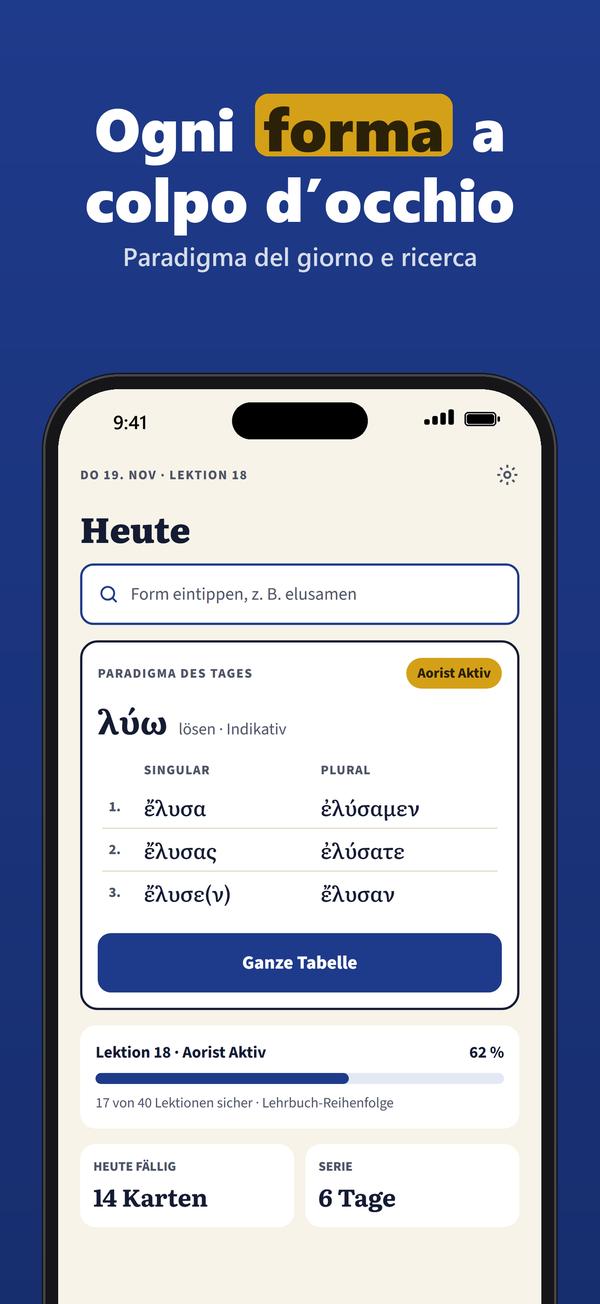 Ogni forma a
colpo d’occhio
Paradigma del giorno e ricerca
9:41
DO 19. NOV · LEKTION 18
Heute
Form eintippen, z. B. elusamen
PARADIGMA DES TAGES
Aorist Aktiv
λύω lösen · Indikativ
SINGULAR PLURAL
1. ἔλυσα ἐλύσαμεν
2. ἔλυσας ἐλύσατε
3. ἔλυσε(ν) ἔλυσαν
Ganze Tabelle
Lektion 18 · Aorist Aktiv 62 %
17 von 40 Lektionen sicher · Lehrbuch-Reihenfolge
HEUTE FÄLLIG
14 Karten
SERIE
6 Tage